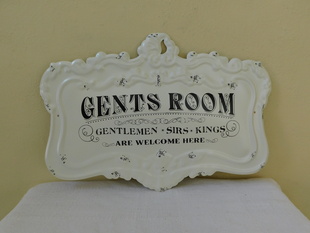 GENTS ROOM
GENTLEMEN • SIRS • KINGS
ARE WELCOME HERE